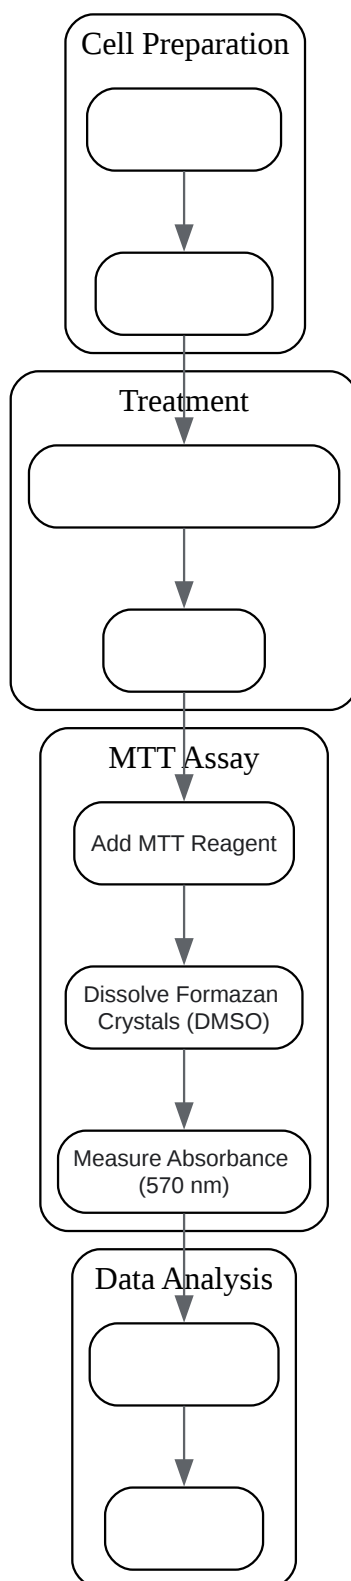 Cell Preparation
Treatment
MTT Assay
Add MTT Reagent
Dissolve Formazan
Crystals (DMSO)
Measure Absorbance
(570 nm)
Data Analysis